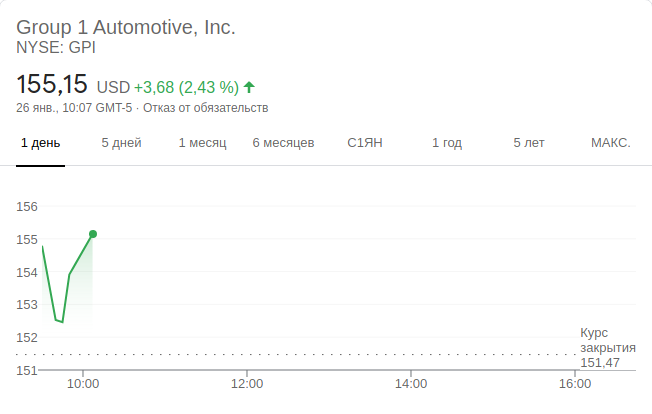 Group 1 Automotive, Inc.
NYSE: GPI
155,15 USD +3,68 (2,43 %)
26 янв., 10:07 GMT-5 · Отказ от обязательств
1 день 5 дней 1 месяц 6 месяцев С1ЯН 1 год 5 лет МАКС.
156
155
154
153
152
Курс
закрытия
151,47
151
10:00 12:00 14:00 16:00